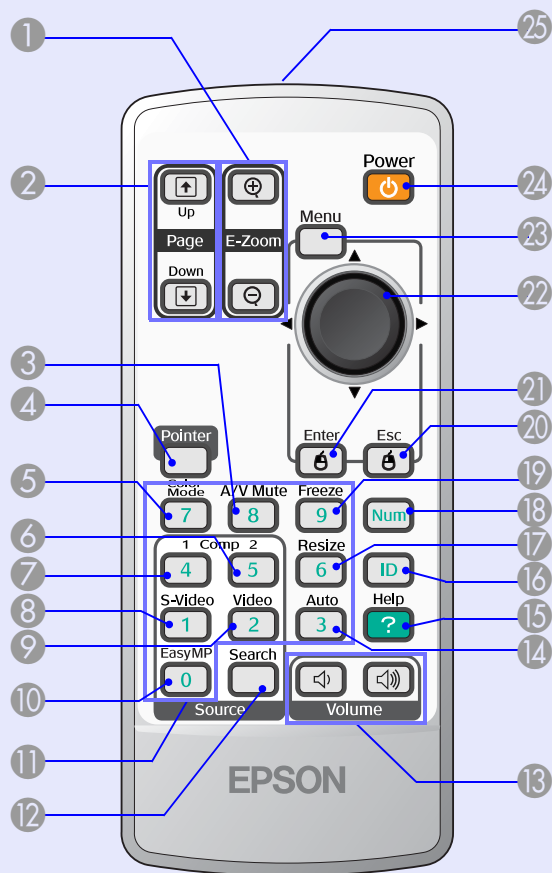 1
25
Power
2
24
Up
Menu
23
Page
E-Zoom
Down
22
3
4
21
Pointer
Enter
Esc
20
5
Color
Mode
A/V Mute
Freeze
19
7
8
9
Num
18
6
1 Comp 2
Resize
17
7
4
5
6
ID
16
8
S-Video
Video
Auto
Help
15
1
2
3
?
9
14
EasyMP
Search
10
0
11
Source
Volume
13
12
EPSON